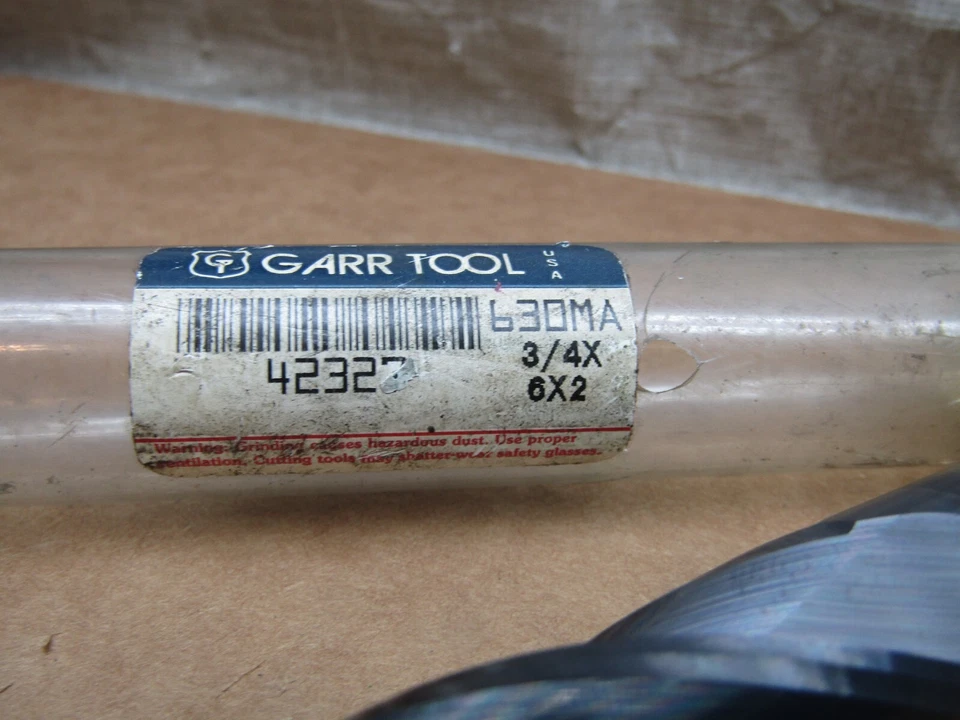 GT GARR TOOL USA
630MA
42327
3/4X
6X2
Warning: Grinding causes hazardous dust. Use proper
ventilation. Cutting tools may shatter-wear safety glasses.